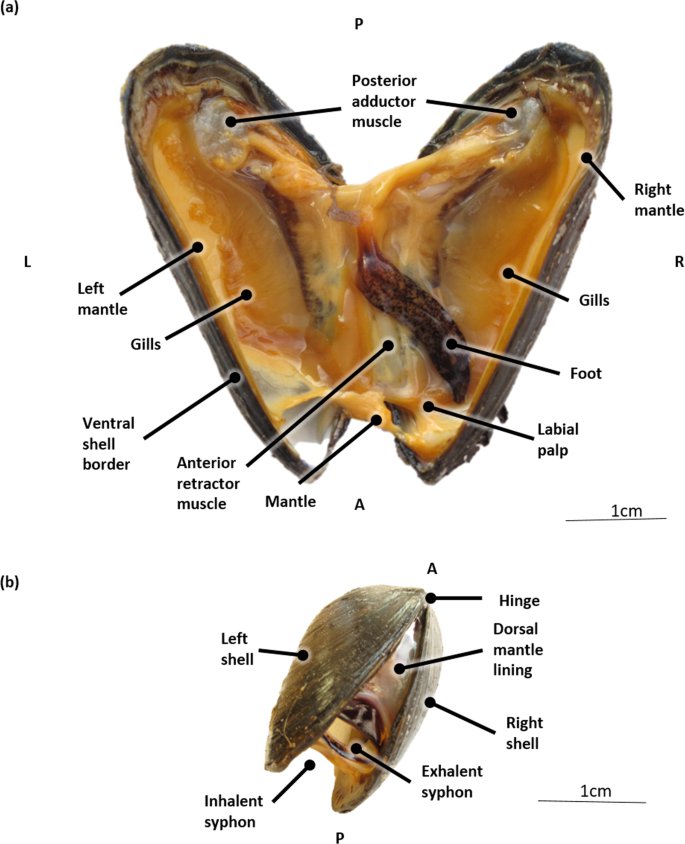 (a)
P
Posterior
adductor
muscle
Right
mantle
L
R
Left
mantle
Gills
Gills
Foot
Ventral
shell
border
Labial
palp
Anterior
retractor
muscle
Mantle
A
1cm
(b)
A
Hinge
Left
shell
Dorsal
mantle
lining
Right
shell
Exhalent
syphon
Inhalent
syphon
1cm
P